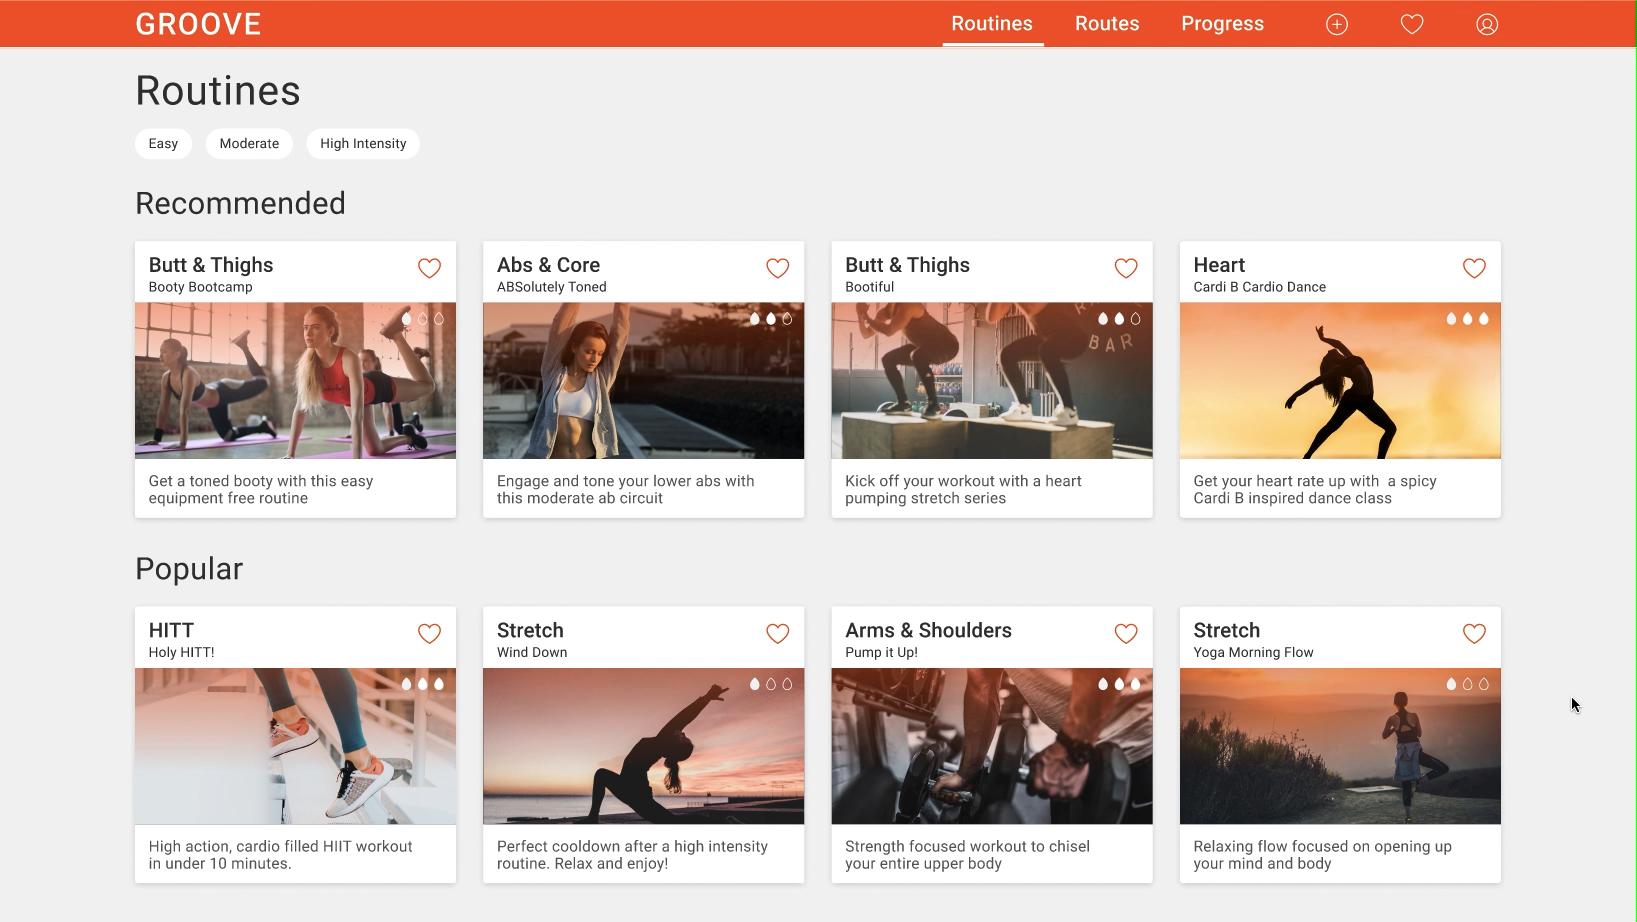 GROOVE
Routines Routes Progress
Routines
Easy Moderate High Intensity
Recommended
Butt & Thighs
Booty Bootcamp
Get a toned booty with this easy
equipment free routine
Abs & Core
ABSolutely Toned
Engage and tone your lower abs with
this moderate ab circuit
Butt & Thighs
Bootiful
BAR
Kick off your workout with a heart
pumping stretch series
Heart
Cardi B Cardio Dance
Get your heart rate up with  a spicy
Cardi B inspired dance class
Popular
HITT
Holy HITT!
High action, cardio filled HIIT workout
in under 10 minutes.
Stretch
Wind Down
Perfect cooldown after a high intensity
routine. Relax and enjoy!
Arms & Shoulders
Pump it Up!
Strength focused workout to chisel
your entire upper body
Stretch
Yoga Morning Flow
Relaxing flow focused on opening up
your mind and body